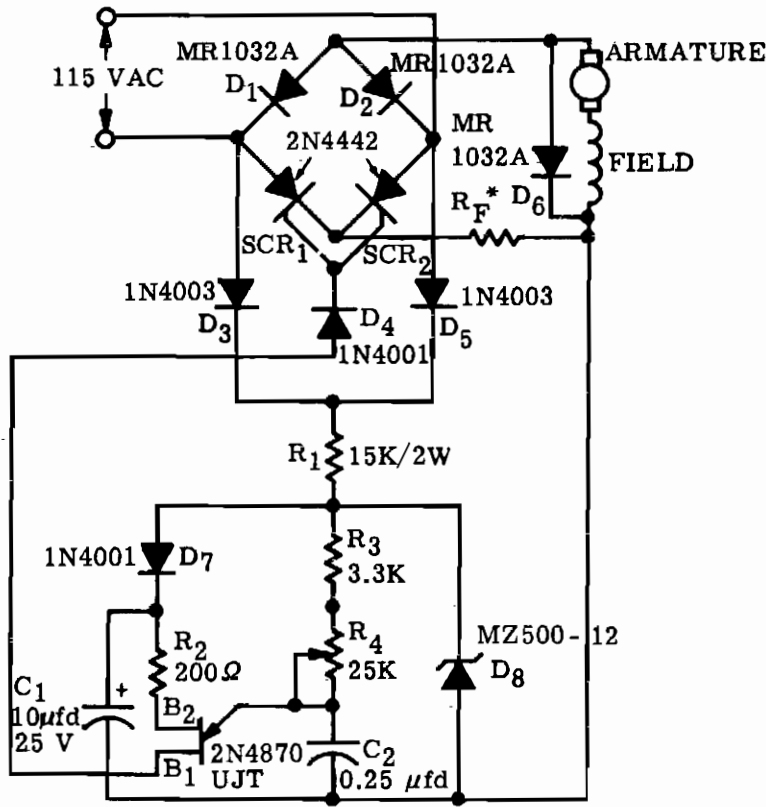 MR1032A
ARMATURE
115 VAC
D1
D2
MR1032A
2N4442
MR
1032A
FIELD
D6
RF*
SCR1
SCR2
1N4003
D3
D4
1N4001
1N4003
D5
R1
15K/2W
1N4001
D7
R3
3.3K
R2
200Ω
R4
25K
MZ500-12
D8
C1
10µfd
25 V
+
B2
B1
2N4870
UJT
C2
0.25 µfd